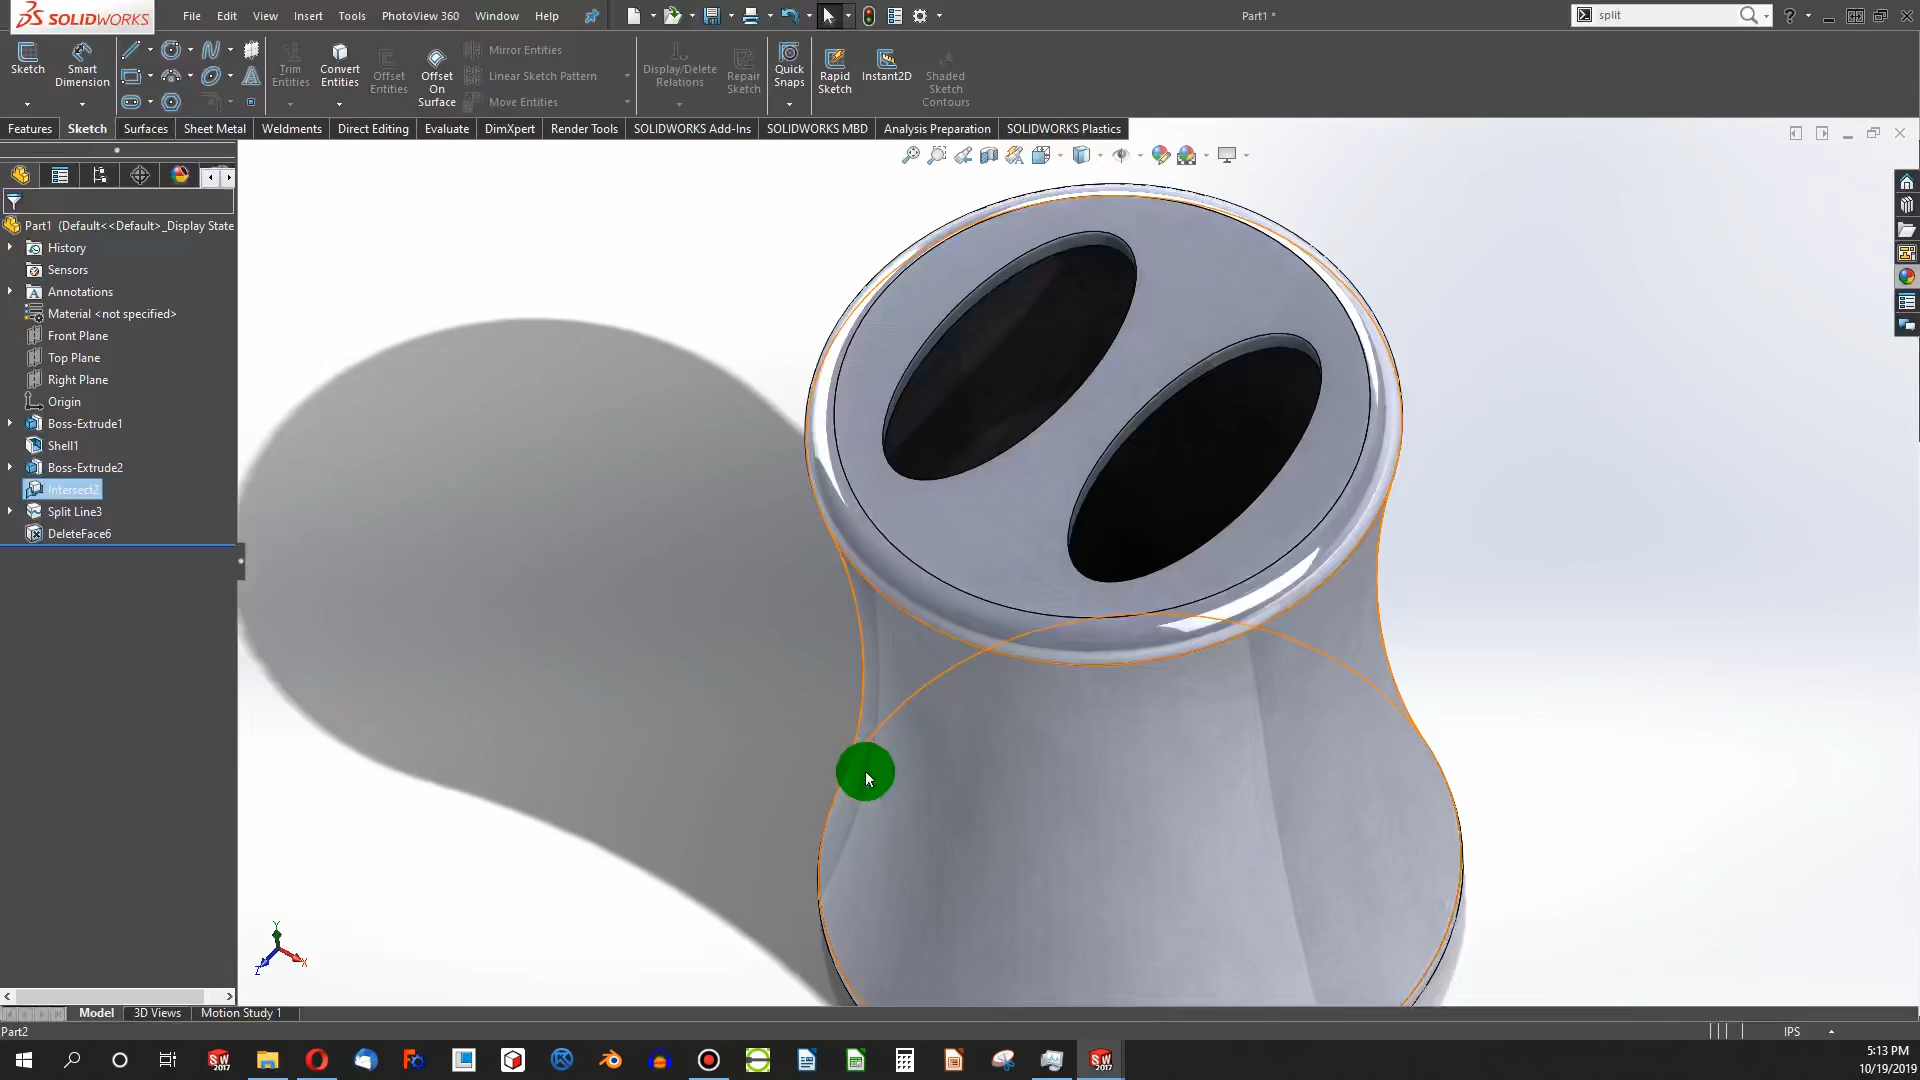 SOLIDWORKS File Edit View Insert Tools PhotoView 360 Window Help Part1 * split
Sketch Smart Dimension Trim Entities Convert Entities Offset Entities Offset On Surface Mirror Entities Linear Sketch Pattern Move Entities Display/Delete Relations Repair Sketch Quick Snaps Rapid Sketch Instant2D Shaded Sketch Contours
Features Sketch Surfaces Sheet Metal Weldments Direct Editing Evaluate DimXpert Render Tools SOLIDWORKS Add-Ins SOLIDWORKS MBD Analysis Preparation SOLIDWORKS Plastics
Part1 (Default<<Default>_Display State
History
Sensors
Annotations
Material <not specified>
Front Plane
Top Plane
Right Plane
Origin
Boss-Extrude1
Shell1
Boss-Extrude2
Intersect2
Split Line3
DeleteFace6
Y
Z
X
Model 3D Views Motion Study 1
Part2 IPS
SW 2017
SW 2017
5:13 PM
10/19/2019